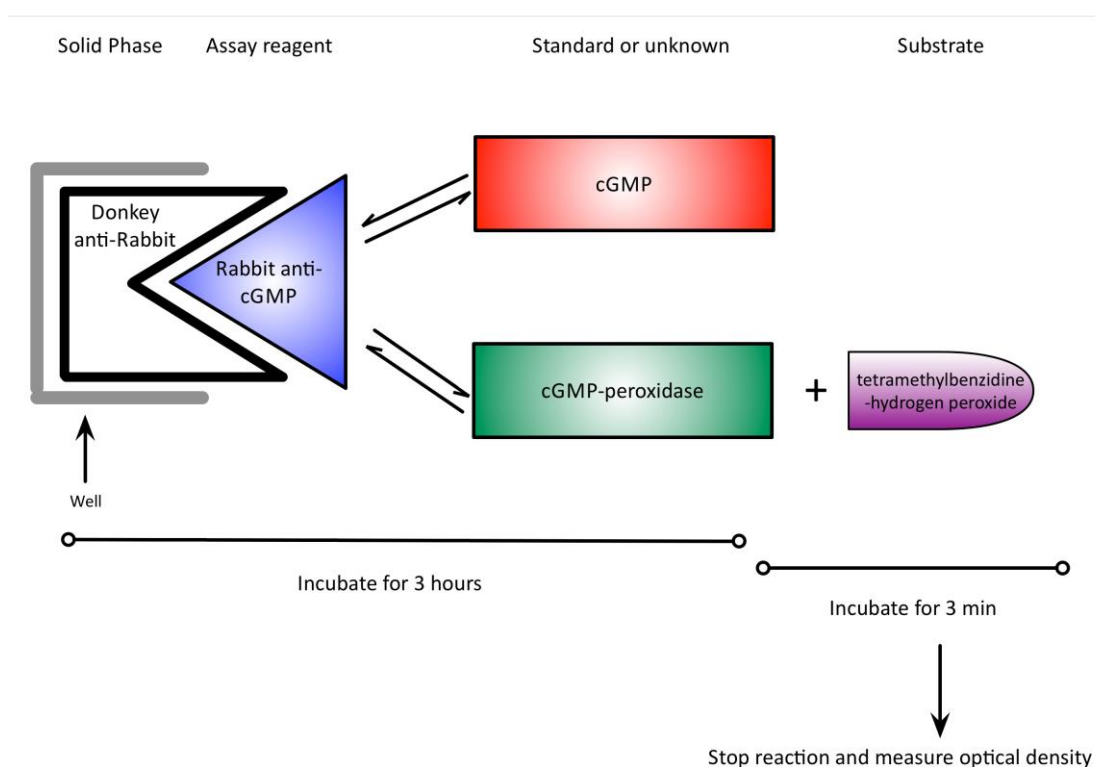 Solid Phase
Assay reagent
Standard or unknown
Substrate
cGMP
Donkey
anti-Rabbit
Rabbit anti-
cGMP
cGMP-peroxidase
+
tetramethylbenzidine
-hydrogen peroxide
Well
Incubate for 3 hours
Incubate for 3 min
Stop reaction and measure optical density